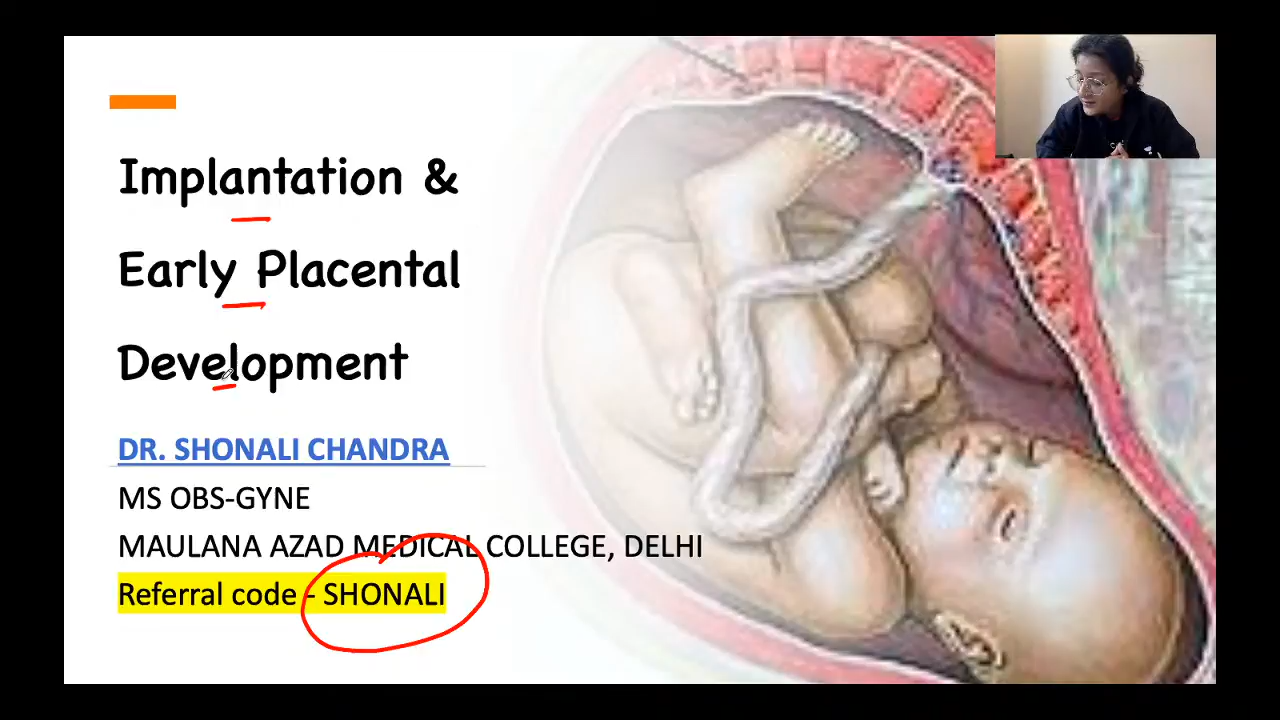 Implantation &
Early Placental
Development
DR. SHONALI CHANDRA
MS OBS-GYNE
MAULANA AZAD MEDICAL COLLEGE, DELHI
Referral code - SHONALI